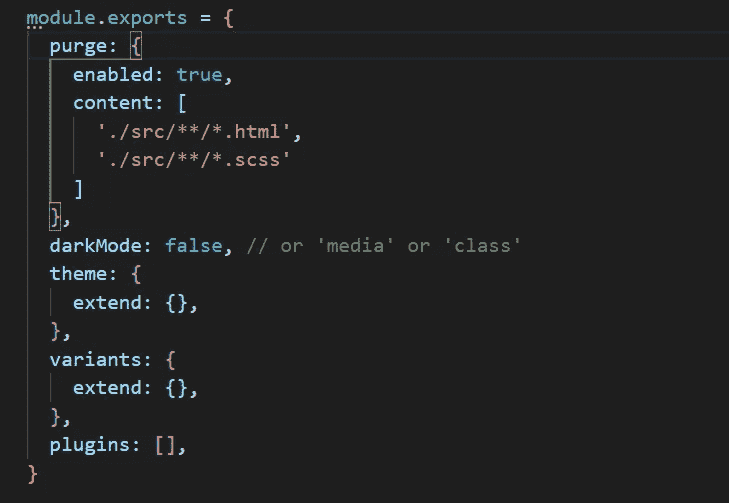 module.exports = {
  purge: {
    enabled: true,
    content: [
      './src/**/*.html',
      './src/**/*.scss'
    ]
  },
  darkMode: false, // or 'media' or 'class'
  theme: {
    extend: {},
  },
  variants: {
    extend: {},
  },
  plugins: [],
}